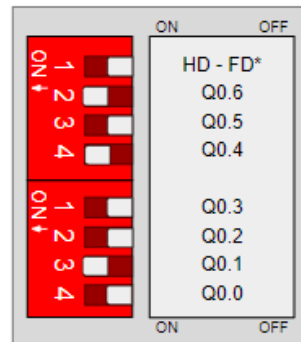 ON OFF
ON 1 HD - FD*
2 Q0.6
3 Q0.5
4 Q0.4
ON 1 Q0.3
2 Q0.2
3 Q0.1
4 Q0.0
ON OFF